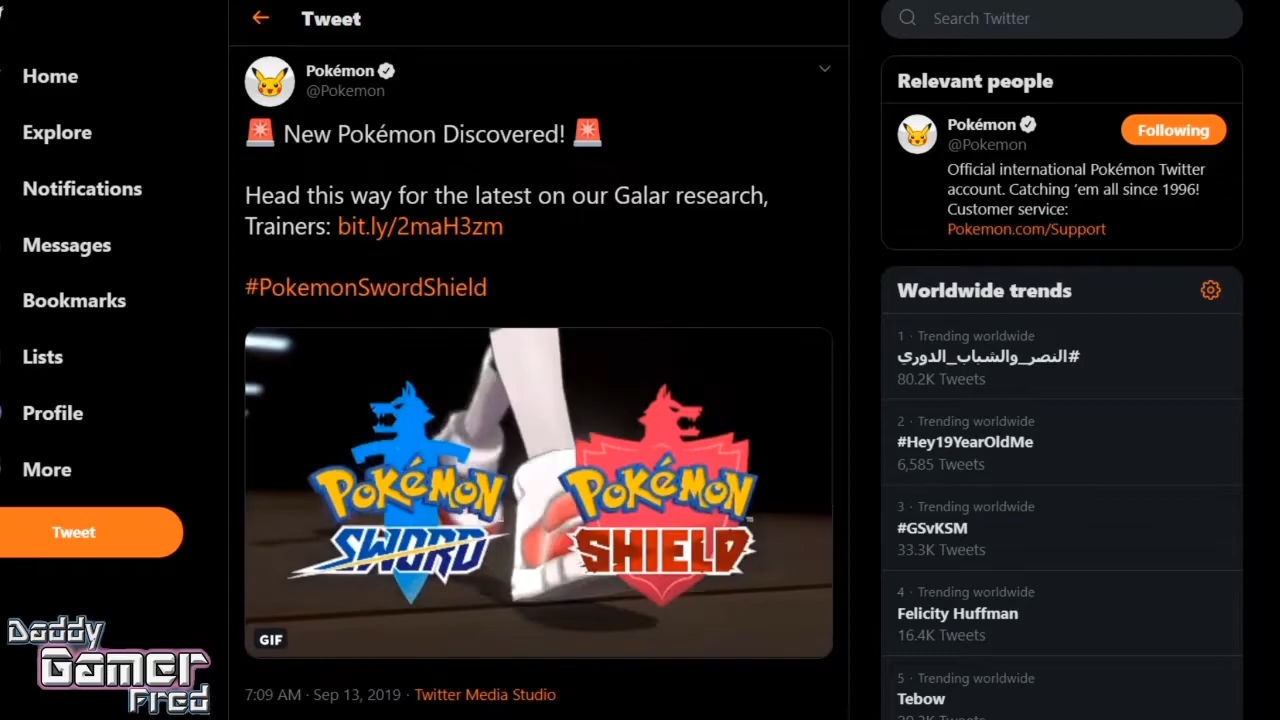 Home
Explore
Notifications
Messages
Bookmarks
Lists
Profile
More
Tweet
Daddy
Gamer
Fred
Tweet
Pokémon
@Pokemon
New Pokémon Discovered!
Head this way for the latest on our Galar research,
Trainers: bit.ly/2maH3zm
#PokemonSwordShield
POKéMON
SWORD
POKéMON
SHIELD
GIF
7:09 AM · Sep 13, 2019 · Twitter Media Studio
Search Twitter
Relevant people
Pokémon
@Pokemon
Following
Official international Pokémon Twitter
account. Catching ’em all since 1996!
Customer service:
Pokemon.com/Support
Worldwide trends
1 · Trending worldwide
#النصر_والشباب_الدوري
80.2K Tweets
2 · Trending worldwide
#Hey19YearOldMe
6,585 Tweets
3 · Trending worldwide
#GSvKSM
33.3K Tweets
4 · Trending worldwide
Felicity Huffman
16.4K Tweets
5 · Trending worldwide
Tebow